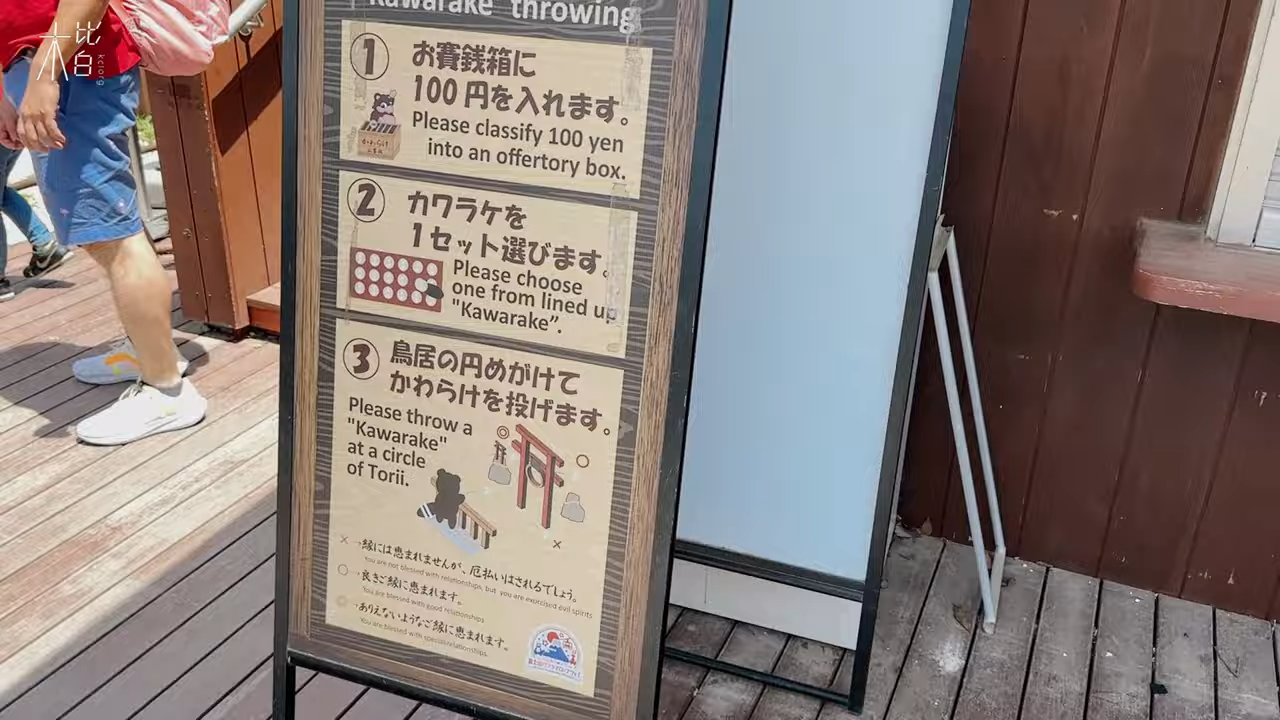 "Kawarake" throwing
1
お賽銭箱に
100円を入れます。
Please classify 100 yen
into an offertory box.
2
カワラケを
1セット選びます。
Please choose
one from lined up
"Kawarake".
3
鳥居の円めがけて
かわらけを投げます。
Please throw a
"Kawarake"
at a circle
of Torii.
× → 縁には恵まれませんが、厄払いはされるでしょう。
You are not blessed with relationships, but you are exorcised evil spirits
○ → 良きご縁に恵まれます。
You are blessed with good relationships
◎ → ありえないようなご縁に恵まれます。
You are blessed with special relationships.
木皆
kcl.org